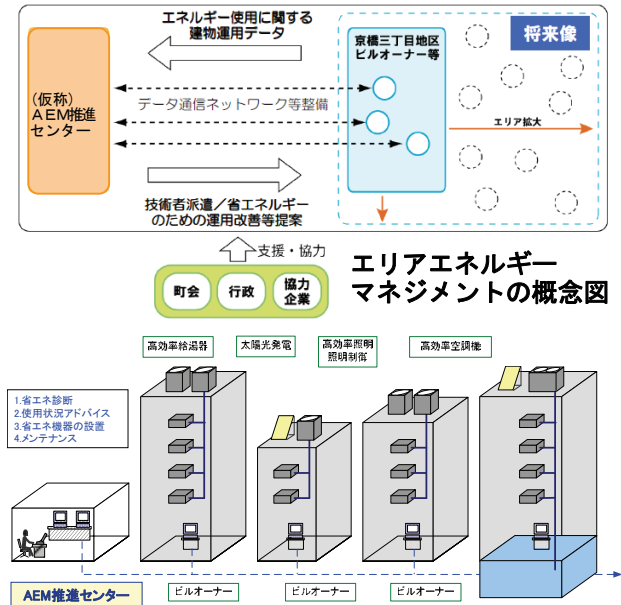 エネルギー使用に関する
建物運用データ
京橋三丁目地区
ビルオーナー等
将来像
(仮称)
AEM推進
センター
データ通信ネットワーク等整備
エリア拡大
技術者派遣/省エネルギー
のための運用改善等提案
支援・協力
町会
行政
協力
企業
エリアエネルギー
マネジメントの概念図
高効率給湯器
太陽光発電
高効率照明
照明制御
高効率空調機
1.省エネ診断
2.使用状況アドバイス
3.省エネ機器の設置
4.メンテナンス
AEM推進センター
ビルオーナー
ビルオーナー
ビルオーナー